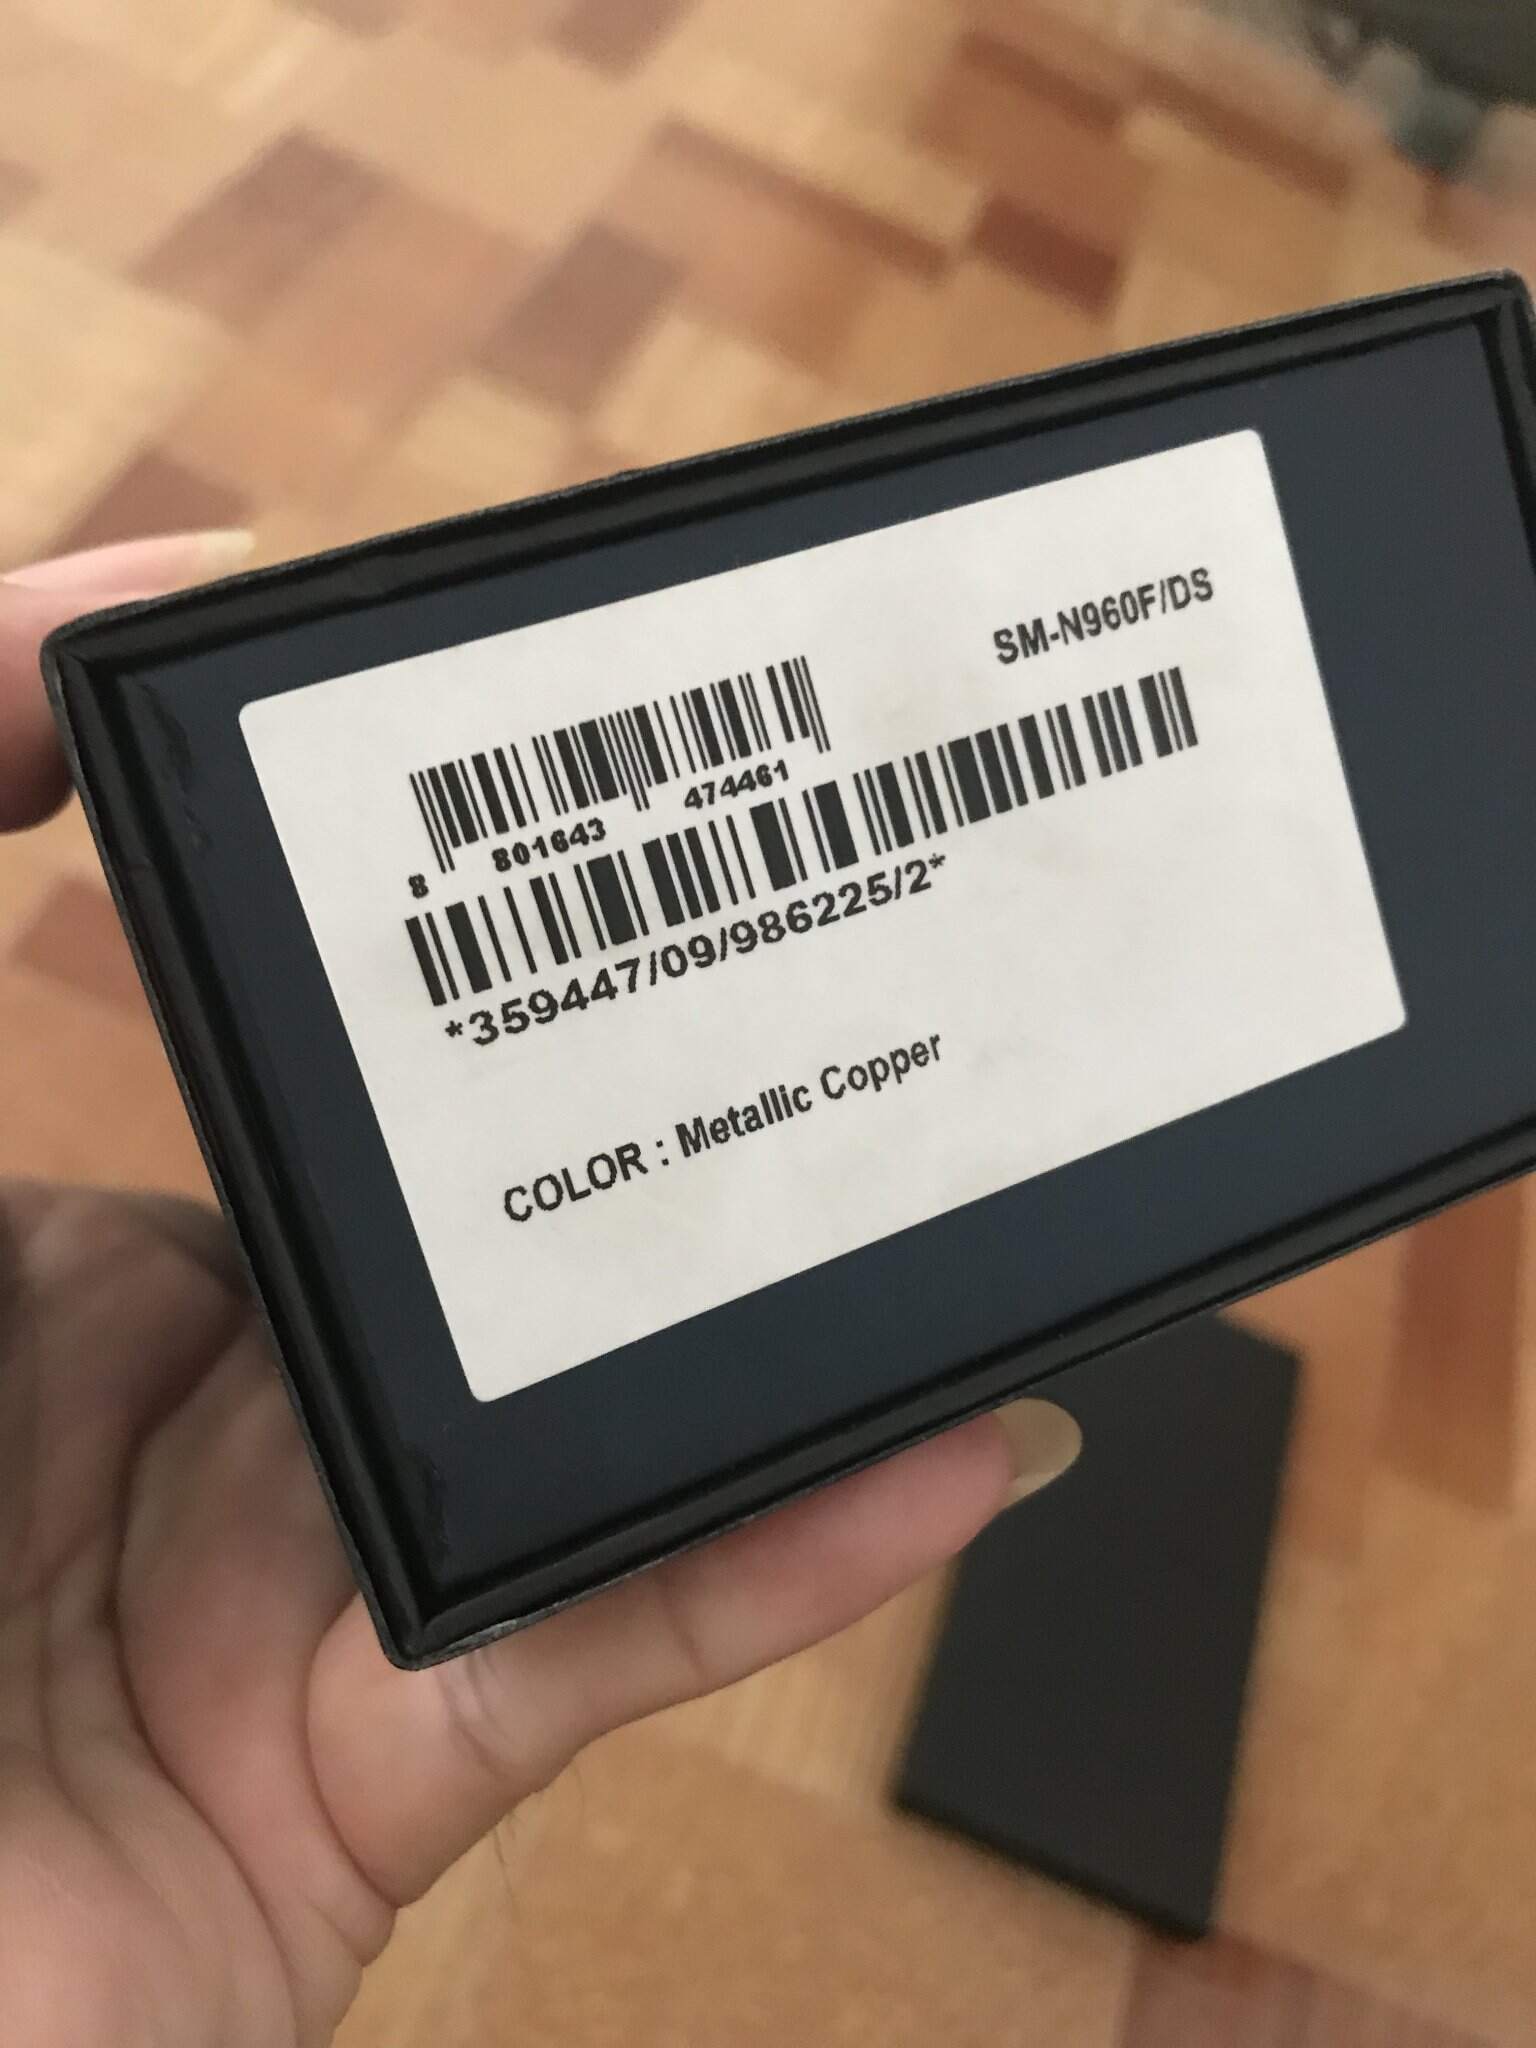 SM-N960F/DS
8 801643 474461
*359447/09/986225/2*
COLOR : Metallic Copper